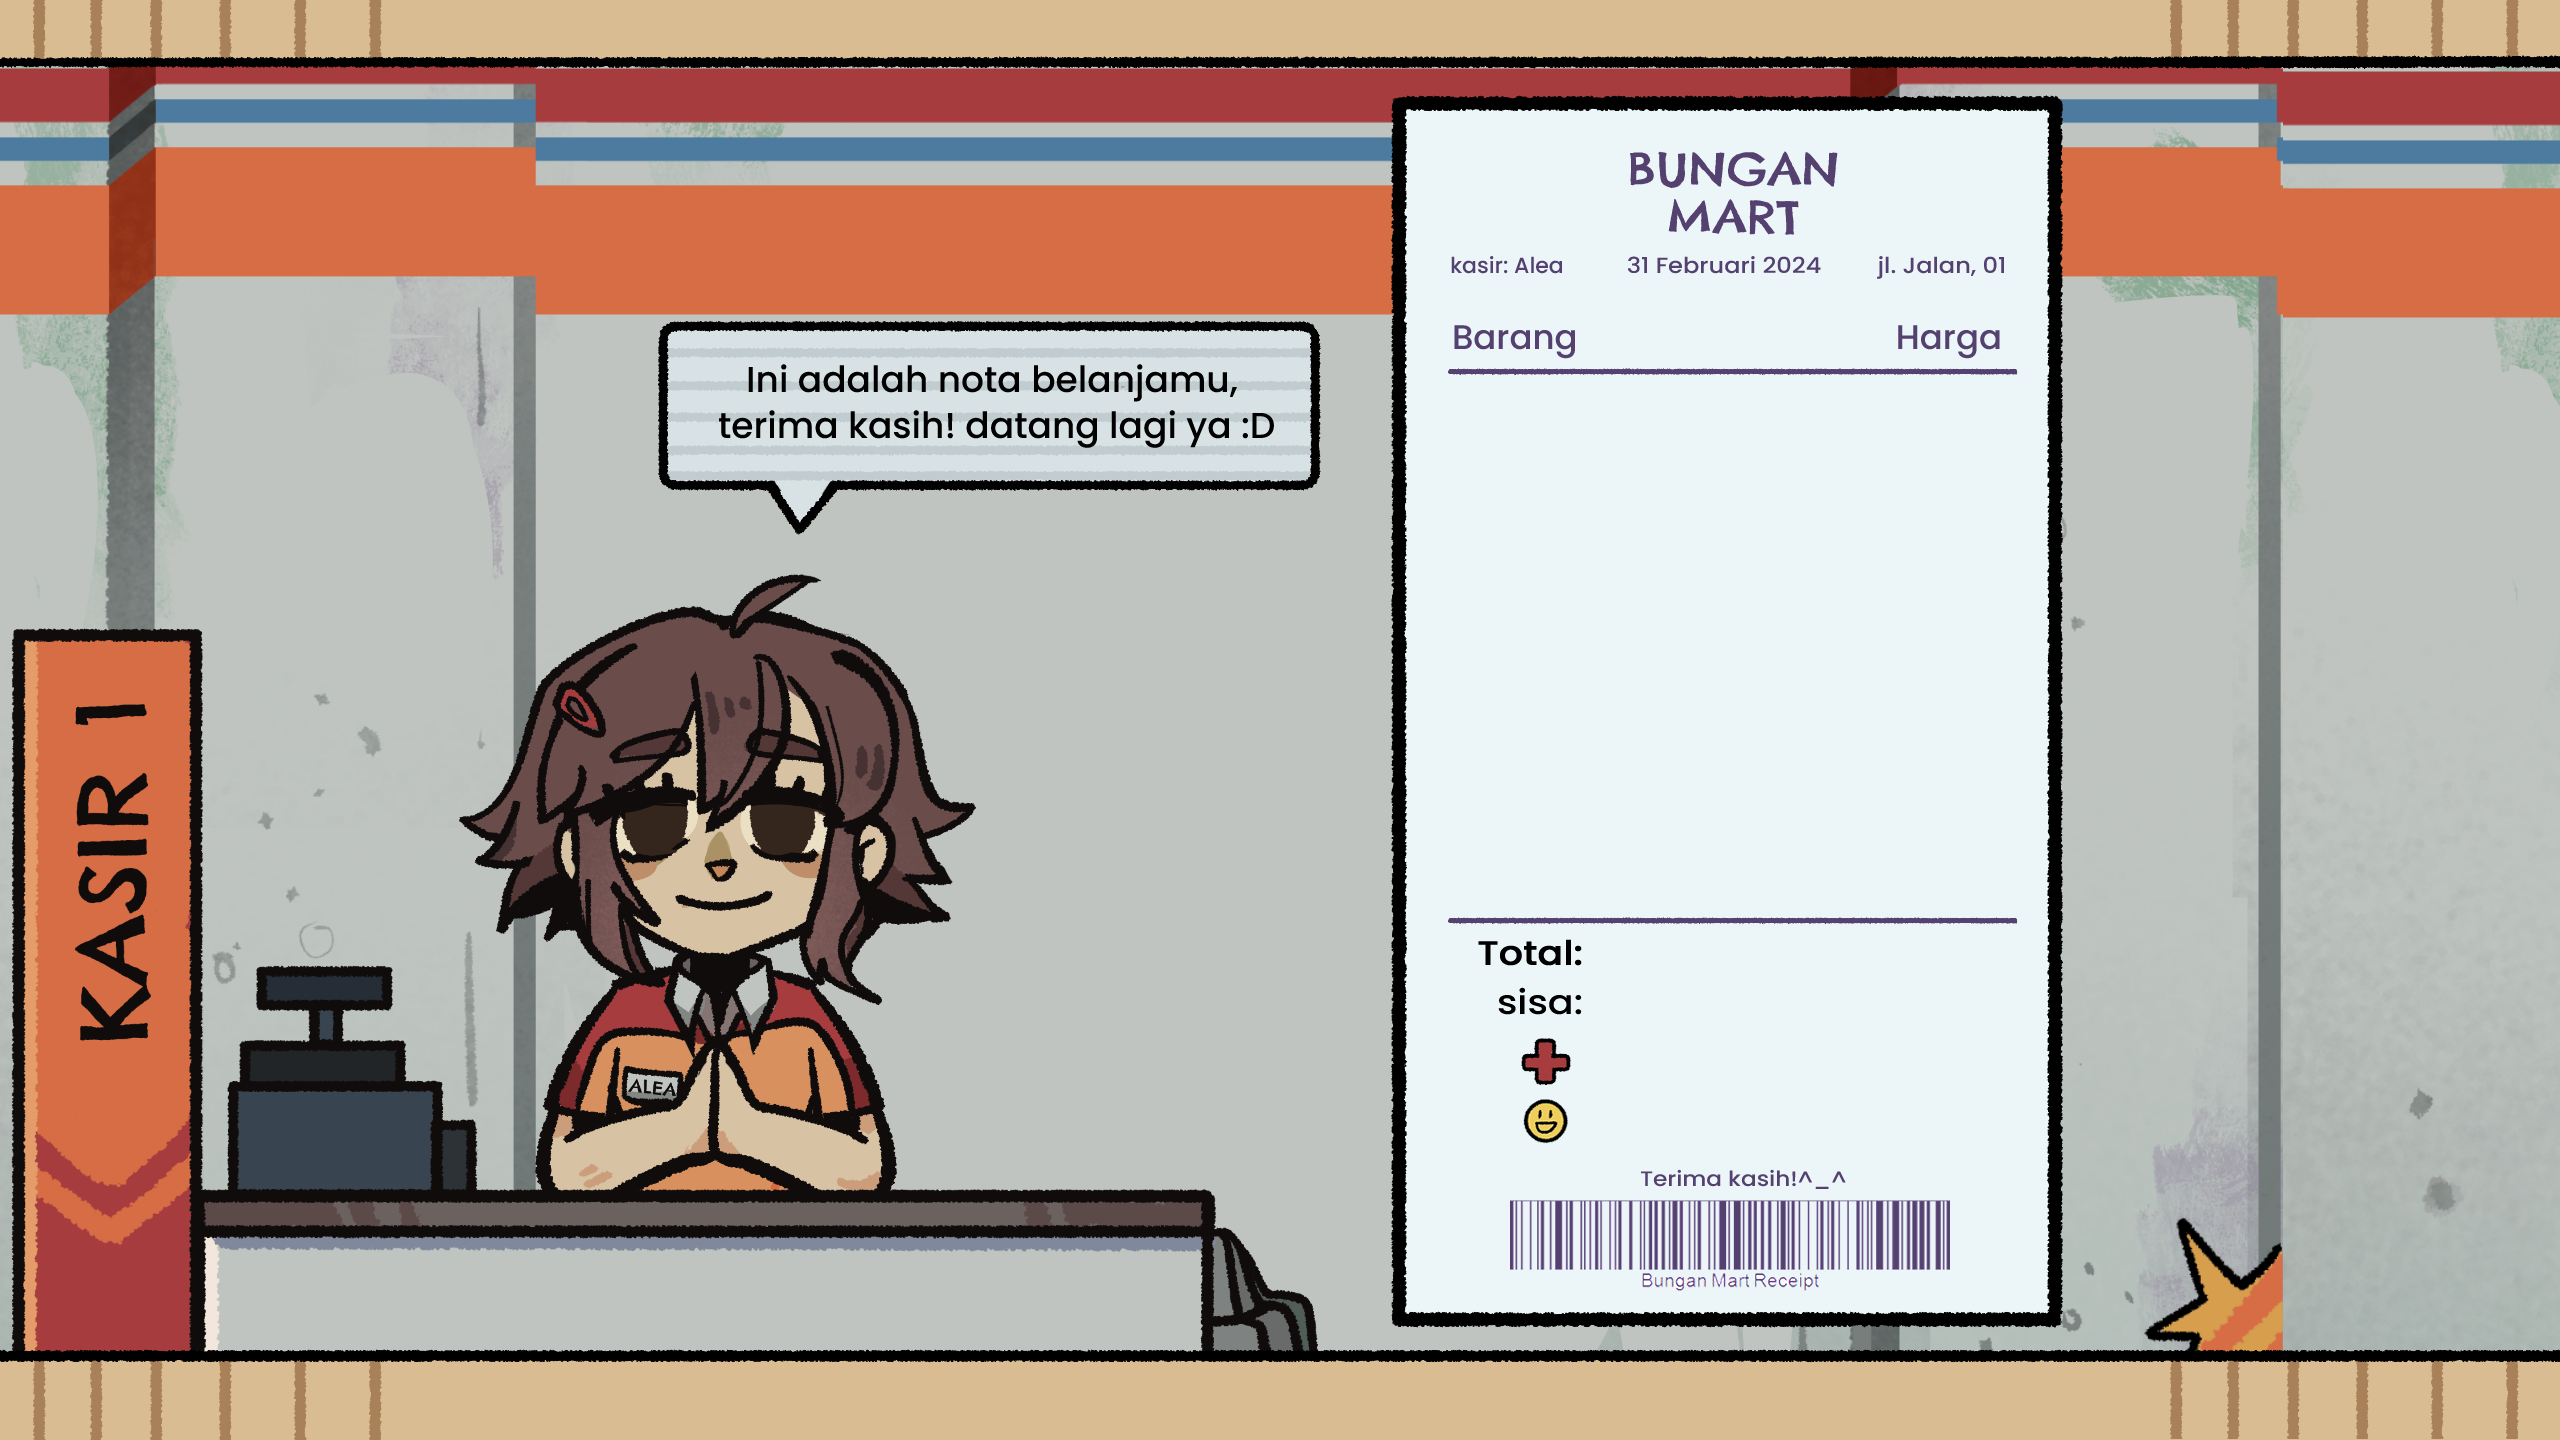 BUNGAN
MART
kasir: Alea 31 Februari 2024 jl. Jalan, 01
Barang Harga
Ini adalah nota belanjamu,
terima kasih! datang lagi ya :D
KASIR 1
ALEA
Total:
sisa:
Terima kasih!^_^
Bungan Mart Receipt